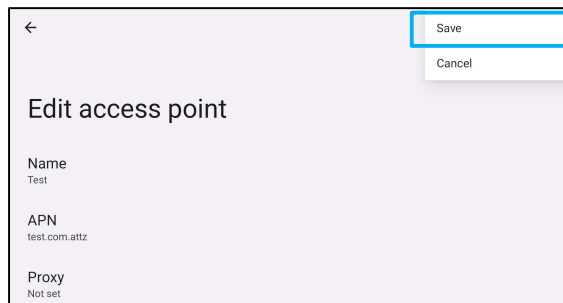 Save
Cancel
Edit access point
Name
Test
APN
test.com.attz
Proxy
Not set